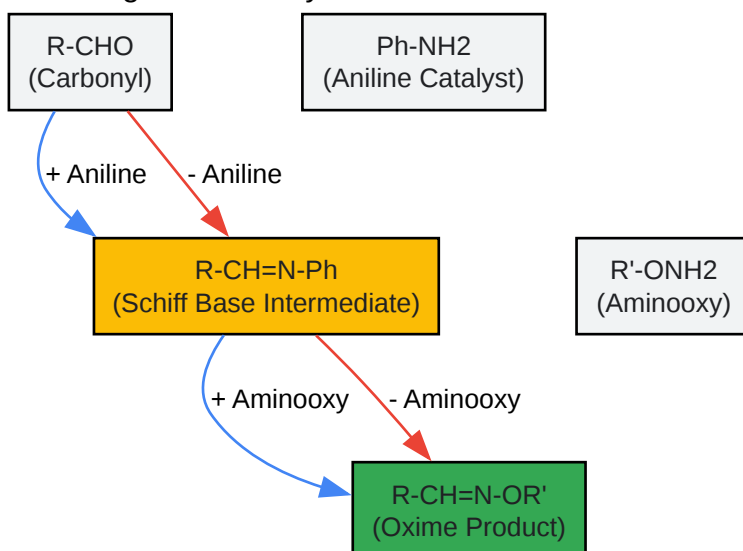 R-CHO
(Carbonyl)
Ph-NH2
(Aniline Catalyst)
+ Aniline
- Aniline
R-CH=N-Ph
(Schiff Base Intermediate)
R'-ONH2
(Aminooxy)
+ Aminooxy
- Aminooxy
R-CH=N-OR'
(Oxime Product)